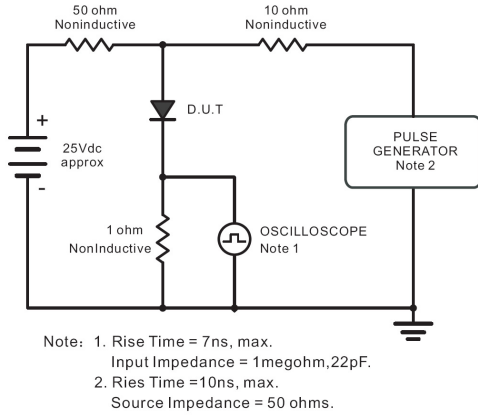 50 ohm
Noninductive
10 ohm
Noninductive
D.U.T
+
25Vdc
approx
-
PULSE
GENERATOR
Note 2
1 ohm
NonInductive
OSCILLOSCOPE
Note 1
Note: 1. Rise Time = 7ns, max.
Input Impedance = 1megohm,22pF.
2. Ries Time =10ns, max.
Source Impedance = 50 ohms.